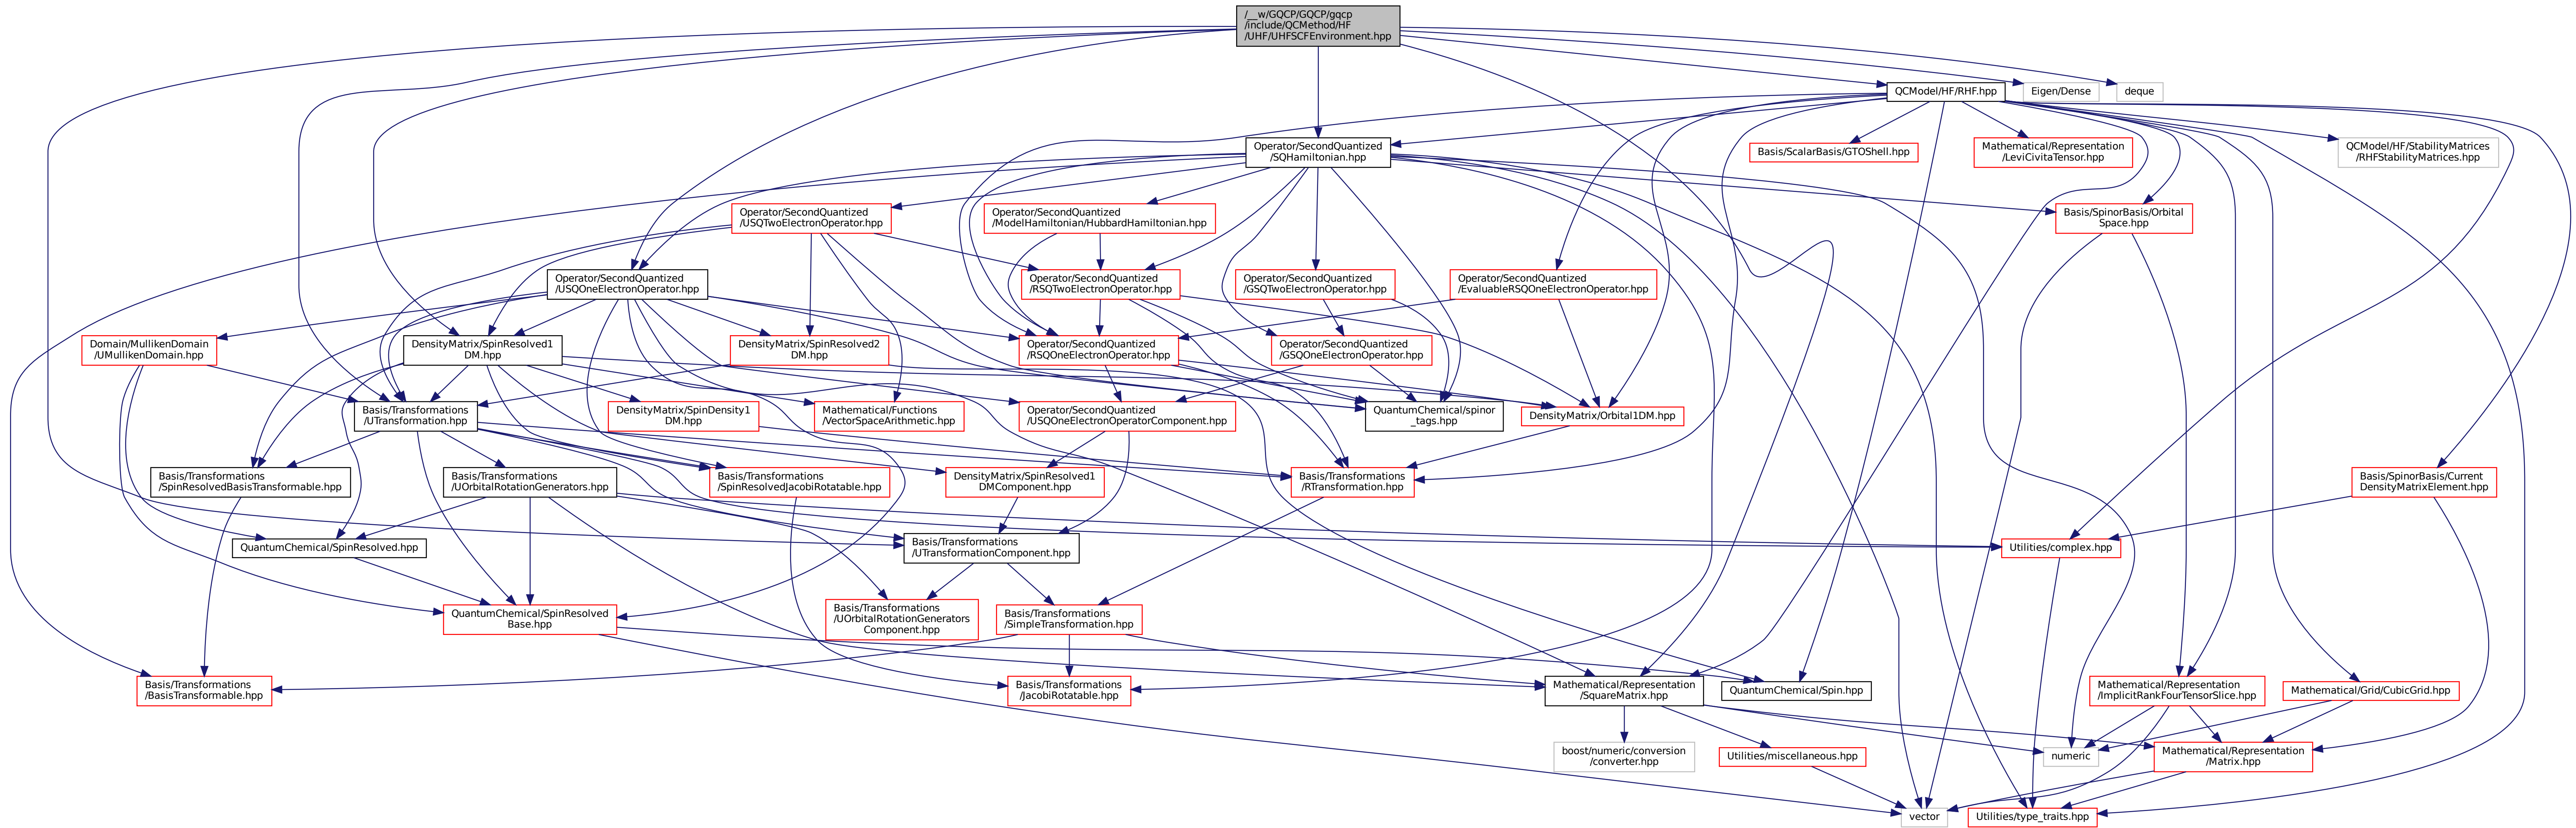 /__w/GQCP/GQCP/gqcp
/include/QCMethod/HF
/UHF/UHFSCFEnvironment.hpp
QCModel/HF/RHF.hpp
Eigen/Dense
deque
Operator/SecondQuantized
/SQHamiltonian.hpp
Basis/ScalarBasis/GTOShell.hpp
Mathematical/Representation
/LeviCivitaTensor.hpp
QCModel/HF/StabilityMatrices
/RHFStabilityMatrices.hpp
Operator/SecondQuantized
/USQTwoElectronOperator.hpp
Operator/SecondQuantized
/ModelHamiltonian/HubbardHamiltonian.hpp
Basis/SpinorBasis/Orbital
Space.hpp
Operator/SecondQuantized
/USQOneElectronOperator.hpp
Operator/SecondQuantized
/RSQTwoElectronOperator.hpp
Operator/SecondQuantized
/GSQTwoElectronOperator.hpp
Operator/SecondQuantized
/EvaluableRSQOneElectronOperator.hpp
Domain/MullikenDomain
/UMullikenDomain.hpp
DensityMatrix/SpinResolved1
DM.hpp
DensityMatrix/SpinResolved2
DM.hpp
Operator/SecondQuantized
/RSQOneElectronOperator.hpp
Operator/SecondQuantized
/GSQOneElectronOperator.hpp
Basis/Transformations
/UTransformation.hpp
DensityMatrix/SpinDensity1
DM.hpp
Mathematical/Functions
/VectorSpaceArithmetic.hpp
Operator/SecondQuantized
/USQOneElectronOperatorComponent.hpp
QuantumChemical/spinor
_tags.hpp
DensityMatrix/Orbital1DM.hpp
Basis/Transformations
/SpinResolvedBasisTransformable.hpp
Basis/Transformations
/UOrbitalRotationGenerators.hpp
Basis/Transformations
/SpinResolvedJacobiRotatable.hpp
DensityMatrix/SpinResolved1
DMComponent.hpp
Basis/Transformations
/RTransformation.hpp
Basis/SpinorBasis/Current
DensityMatrixElement.hpp
QuantumChemical/SpinResolved.hpp
Basis/Transformations
/UTransformationComponent.hpp
Utilities/complex.hpp
QuantumChemical/SpinResolved
Base.hpp
Basis/Transformations
/UOrbitalRotationGenerators
Component.hpp
Basis/Transformations
/SimpleTransformation.hpp
Basis/Transformations
/BasisTransformable.hpp
Basis/Transformations
/JacobiRotatable.hpp
Mathematical/Representation
/SquareMatrix.hpp
QuantumChemical/Spin.hpp
Mathematical/Representation
/ImplicitRankFourTensorSlice.hpp
Mathematical/Grid/CubicGrid.hpp
boost/numeric/conversion
/converter.hpp
Utilities/miscellaneous.hpp
numeric
Mathematical/Representation
/Matrix.hpp
vector
Utilities/type_traits.hpp